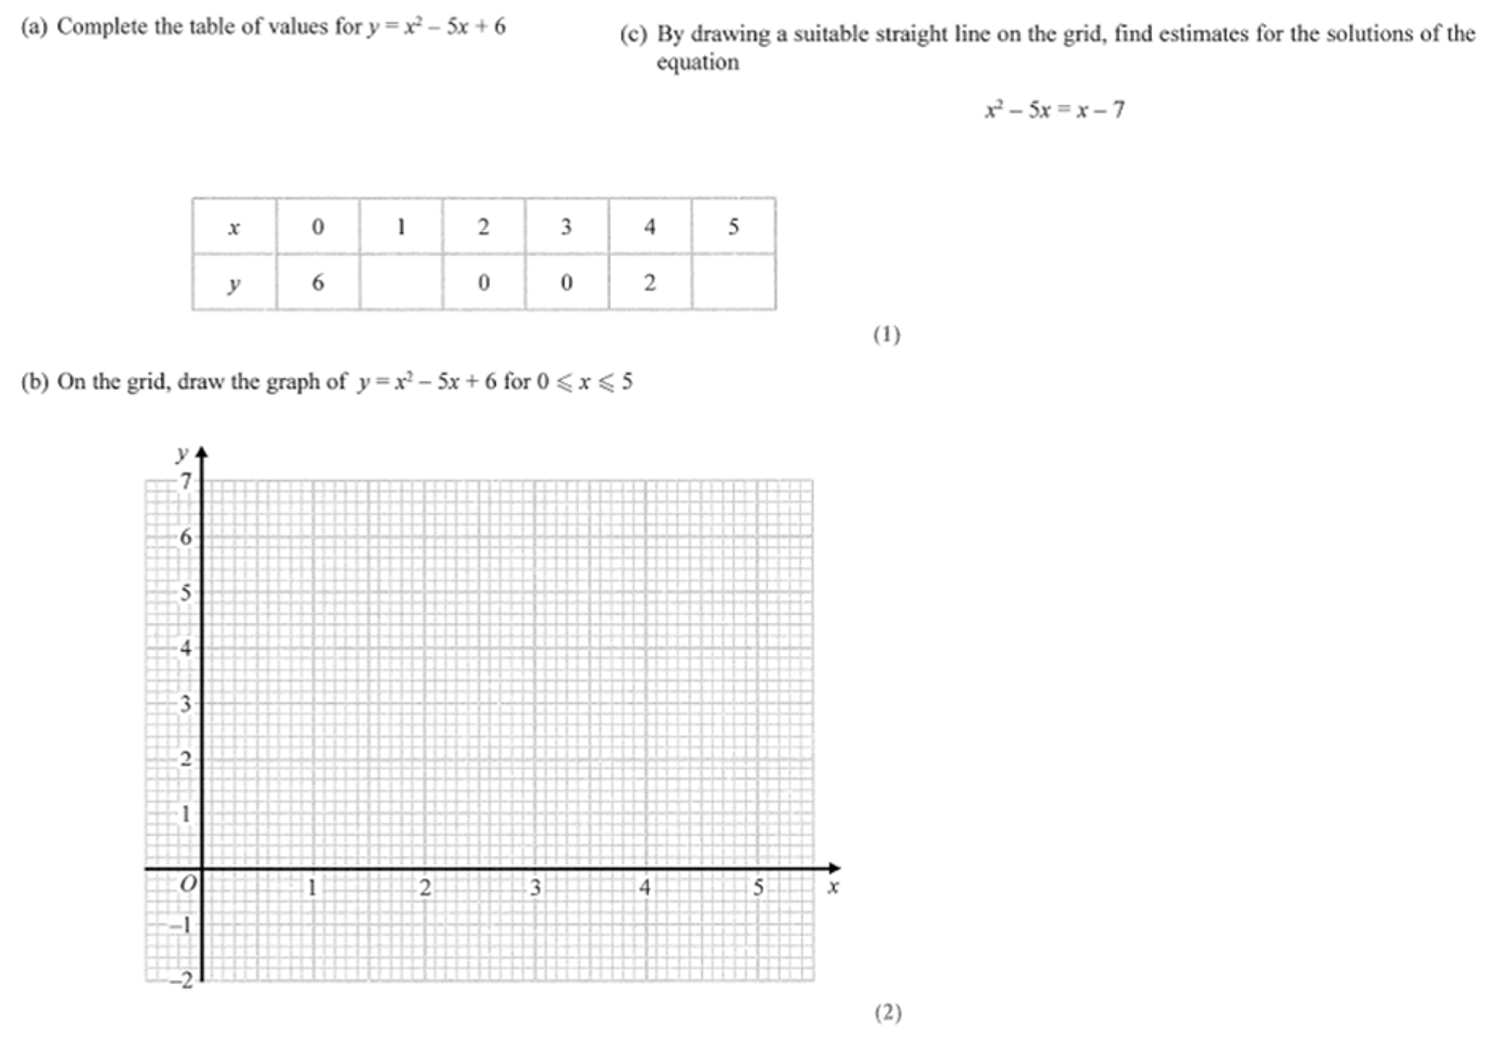 (a) Complete the table of values for y = x² – 5x + 6
(c) By drawing a suitable straight line on the grid, find estimates for the solutions of the
equation
x² – 5x = x – 7
x 0 1 2 3 4 5
y 6 0 0 2
(1)
(b) On the grid, draw the graph of y = x² – 5x + 6 for 0 ⩽ x ⩽ 5
y
7
6
5
4
3
2
1
O 1 2 3 4 5 x
–1
–2
(2)